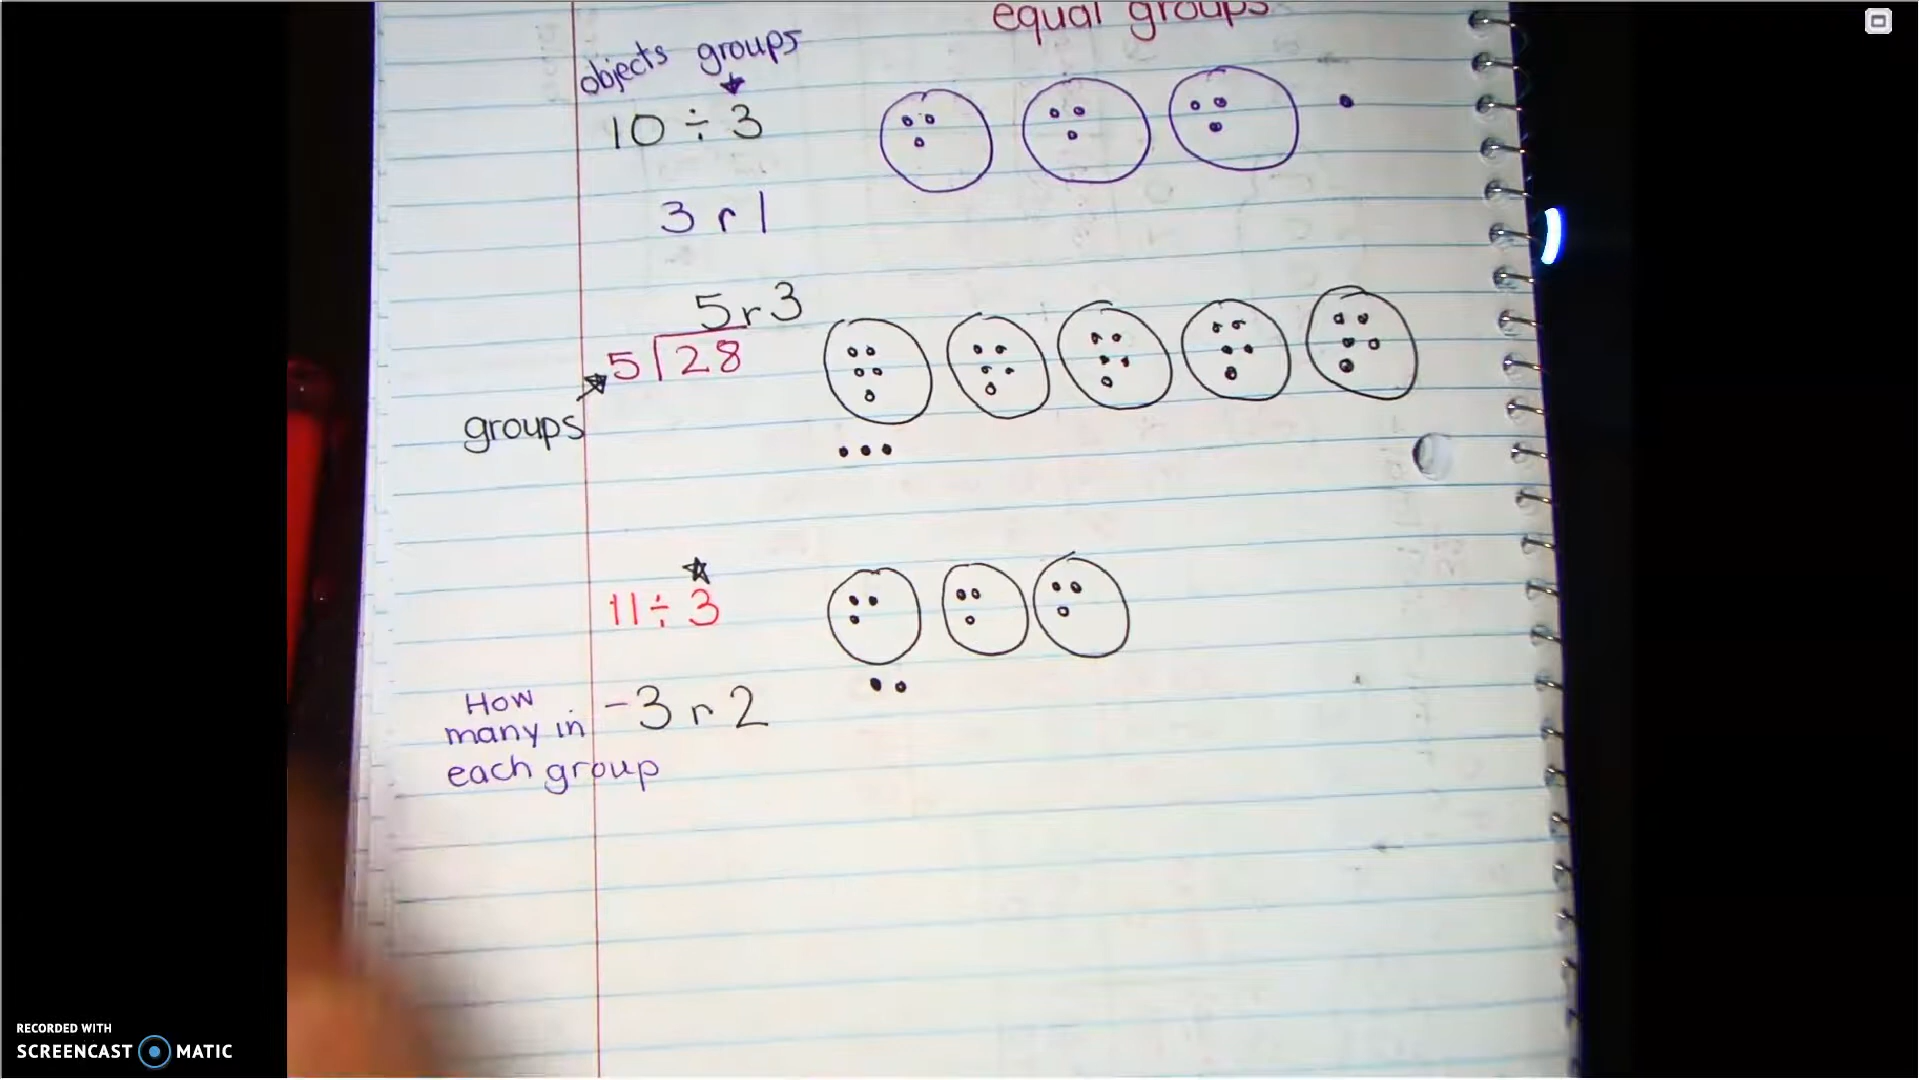 equal groups
objects groups
10 ÷ 3
3 r 1
5 r 3
5 28
groups
11 ÷ 3
How
many in - 3 r 2
each group
RECORDED WITH
SCREENCAST MATIC